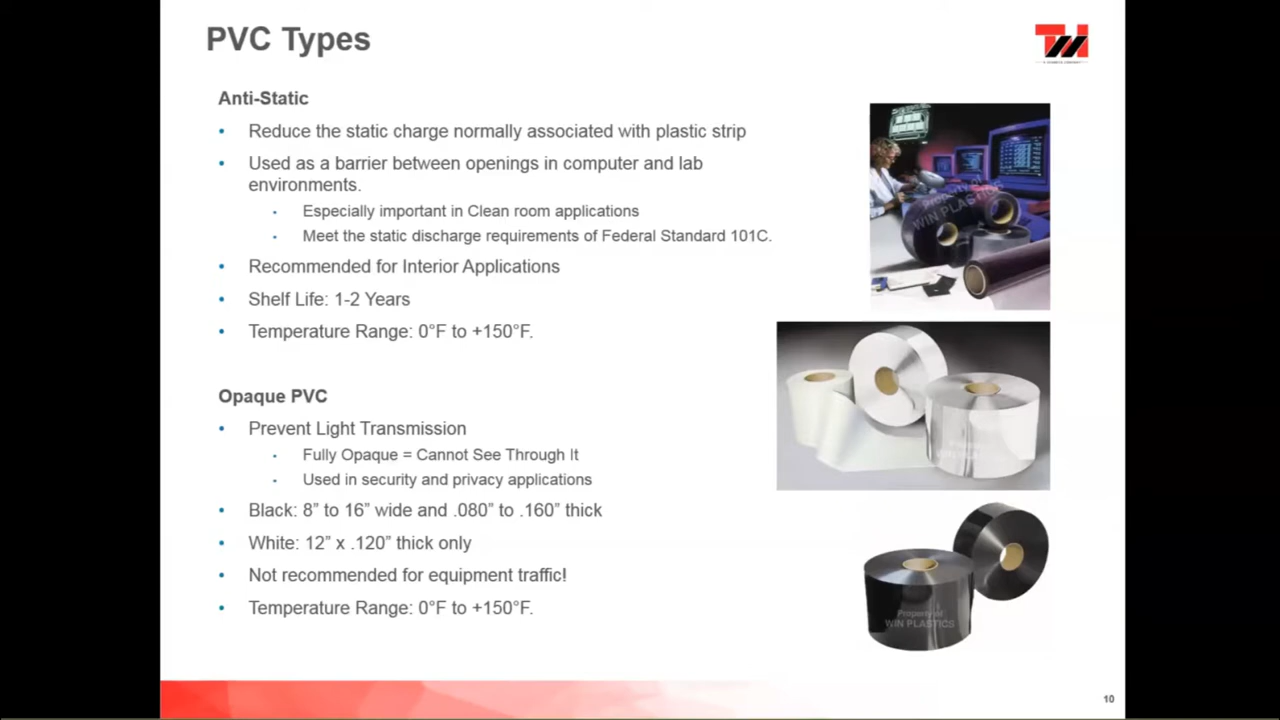 PVC Types
Anti-Static
• Reduce the static charge normally associated with plastic strip
• Used as a barrier between openings in computer and lab
environments.
• Especially important in Clean room applications
• Meet the static discharge requirements of Federal Standard 101C.
• Recommended for Interior Applications
• Shelf Life: 1-2 Years
• Temperature Range: 0°F to +150°F.
Property of
WIN PLASTICS
Opaque PVC
• Prevent Light Transmission
• Fully Opaque = Cannot See Through It
• Used in security and privacy applications
• Black: 8” to 16” wide and .080” to .160” thick
• White: 12” x .120” thick only
• Not recommended for equipment traffic!
• Temperature Range: 0°F to +150°F.
Property of
WIN PLASTICS
10